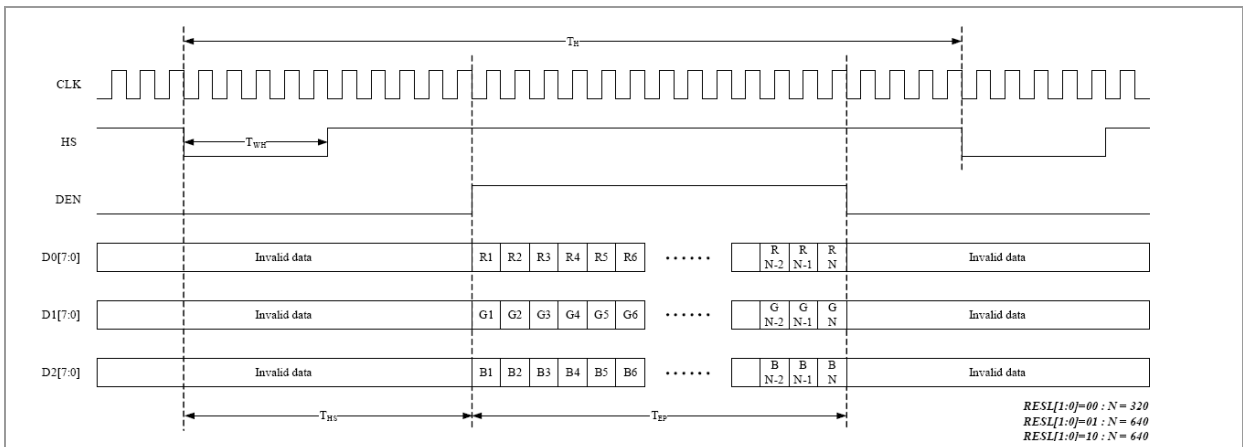 TH
CLK
HS
TWH
DEN
D0[7:0] Invalid data R1 R2 R3 R4 R5 R6 ...... R R R Invalid data
N-2 N-1 N
D1[7:0] Invalid data G1 G2 G3 G4 G5 G6 ...... G G G Invalid data
N-2 N-1 N
D2[7:0] Invalid data B1 B2 B3 B4 B5 B6 ...... B B B Invalid data
N-2 N-1 N
THS TEP
RESL[1:0]=00 : N = 320
RESL[1:0]=01 : N = 640
RESL[1:0]=10 : N = 640